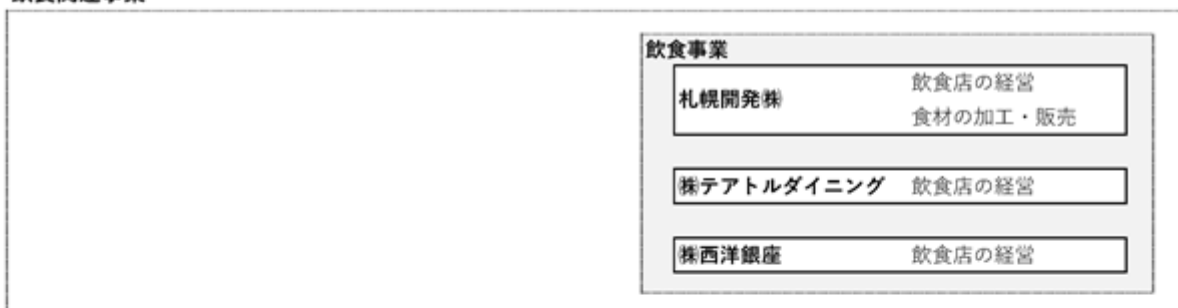 飲食事業
札幌開発㈱
飲食店の経営
食材の加工・販売
㈱テアトルダイニング 飲食店の経営
㈱西洋銀座 飲食店の経営